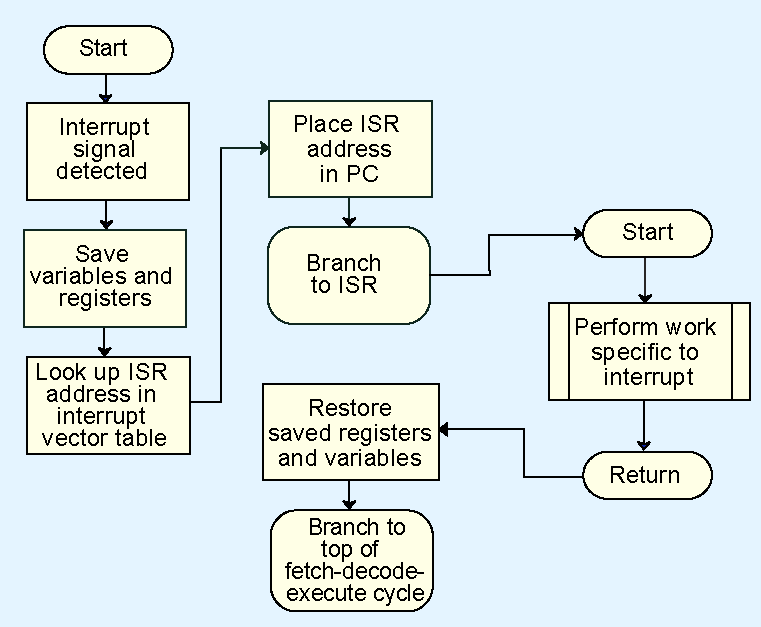 Start
Interrupt
signal
detected
Save
variables and
registers
Look up ISR
address in
interrupt
vector table
Place ISR
address
in PC
Branch
to ISR
Start
Perform work
specific to
interrupt
Return
Restore
saved registers
and variables
Branch to
top of
fetch-decode-
execute cycle